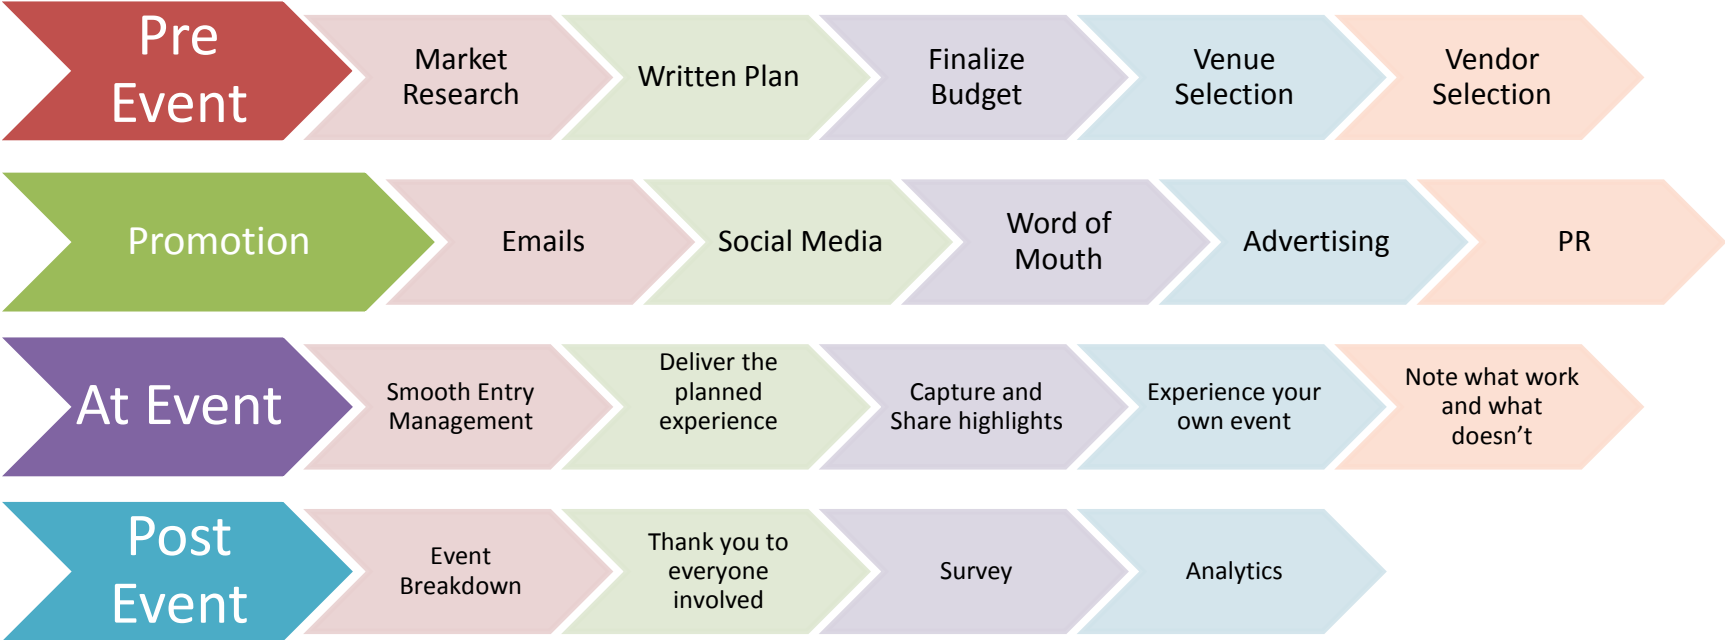 Pre
Event
Market
Research
Written Plan
Finalize
Budget
Venue
Selection
Vendor
Selection
Promotion
Emails
Social Media
Word of
Mouth
Advertising
PR
At Event
Smooth Entry
Management
Deliver the
planned
experience
Capture and
Share highlights
Experience your
own event
Note what work
and what
doesn’t
Post
Event
Event
Breakdown
Thank you to
everyone
involved
Survey
Analytics